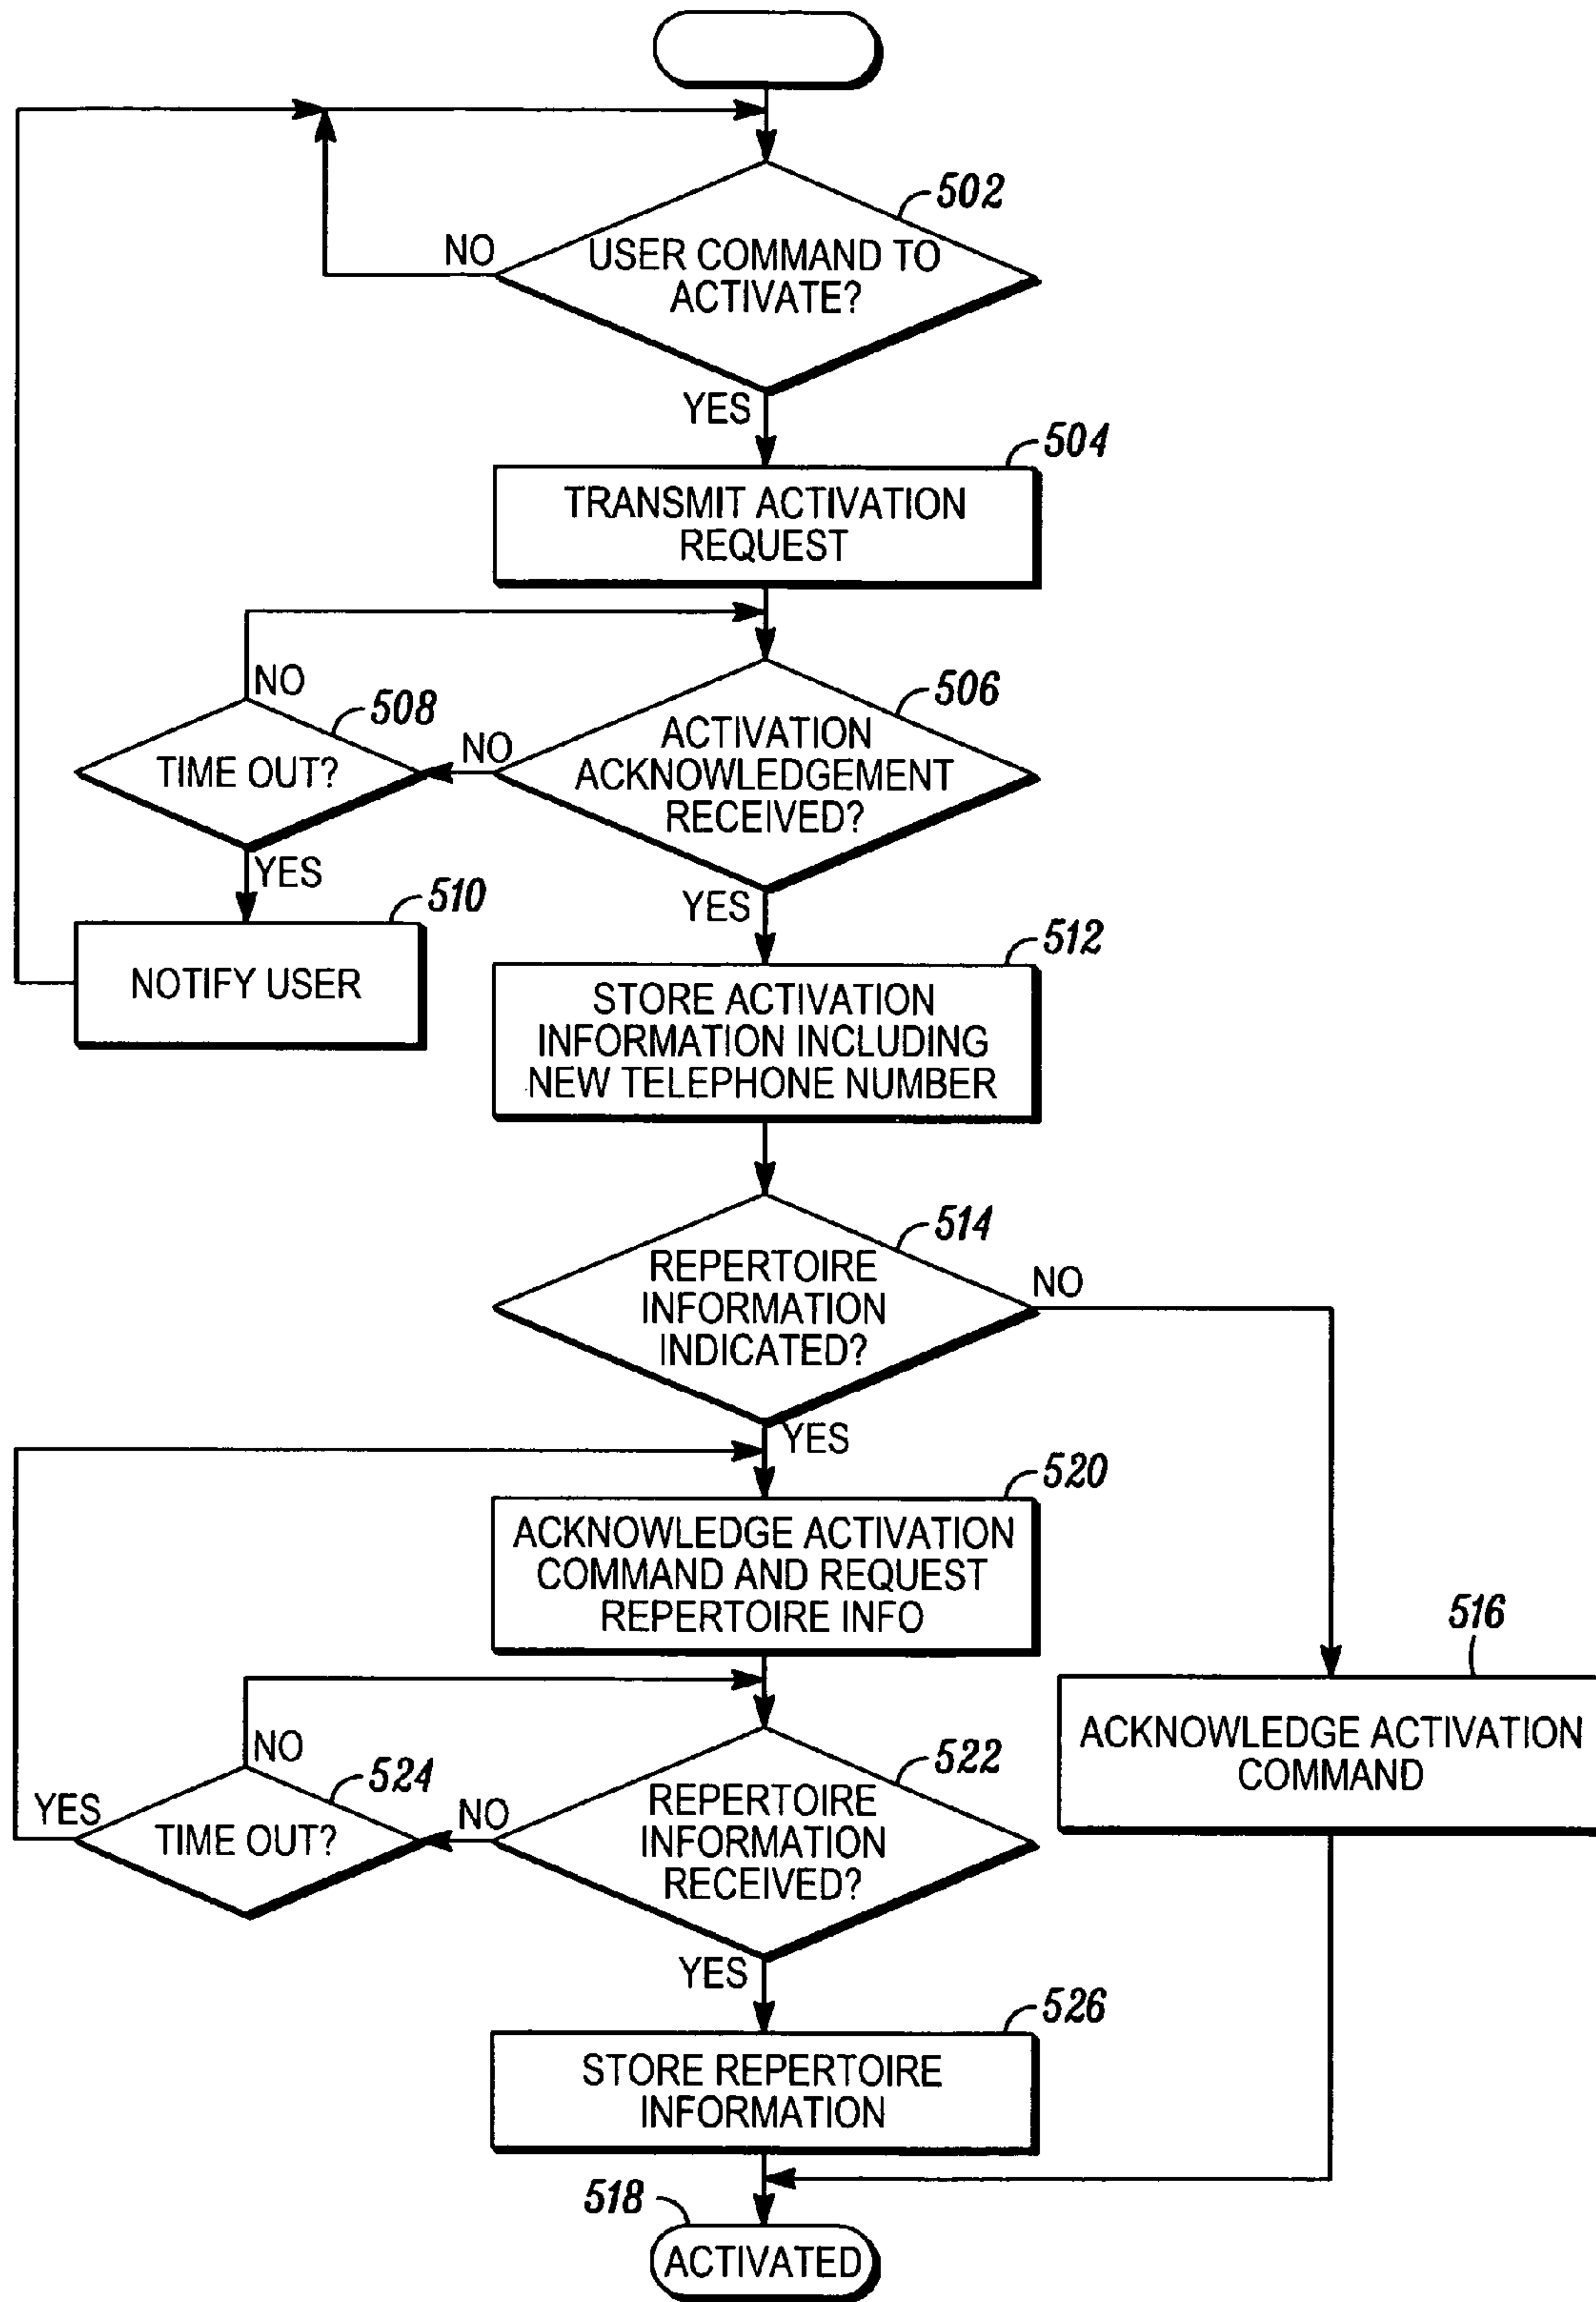 502
NO
USER COMMAND TO
ACTIVATE?
YES
504
TRANSMIT ACTIVATION
REQUEST
NO
508
506
TIME OUT?
NO
ACTIVATION
ACKNOWLEDGEMENT
RECEIVED?
YES
510
YES
NOTIFY USER
512
STORE ACTIVATION
INFORMATION INCLUDING
NEW TELEPHONE NUMBER
514
REPERTOIRE
INFORMATION
INDICATED?
NO
YES
520
ACKNOWLEDGE ACTIVATION
COMMAND AND REQUEST
REPERTOIRE INFO
516
ACKNOWLEDGE ACTIVATION
COMMAND
NO
524
522
YES
TIME OUT?
NO
REPERTOIRE
INFORMATION
RECEIVED?
YES
526
STORE REPERTOIRE
INFORMATION
518
ACTIVATED